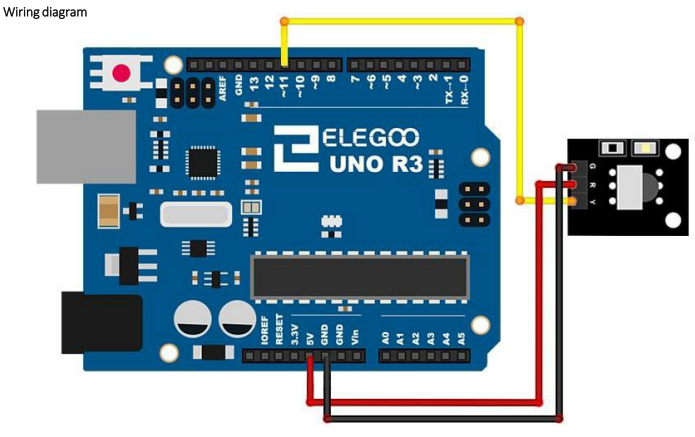 Wiring diagram
AREF
GND
13
12
~11
~10
~9
8
7
~6
~5
4
~3
2
TX→1
RX←0
ELEGOO
UNO R3
G
R
Y
IOREF
RESET
3.3V
5V
GND
GND
Vin
A0
A1
A2
A3
A4
A5